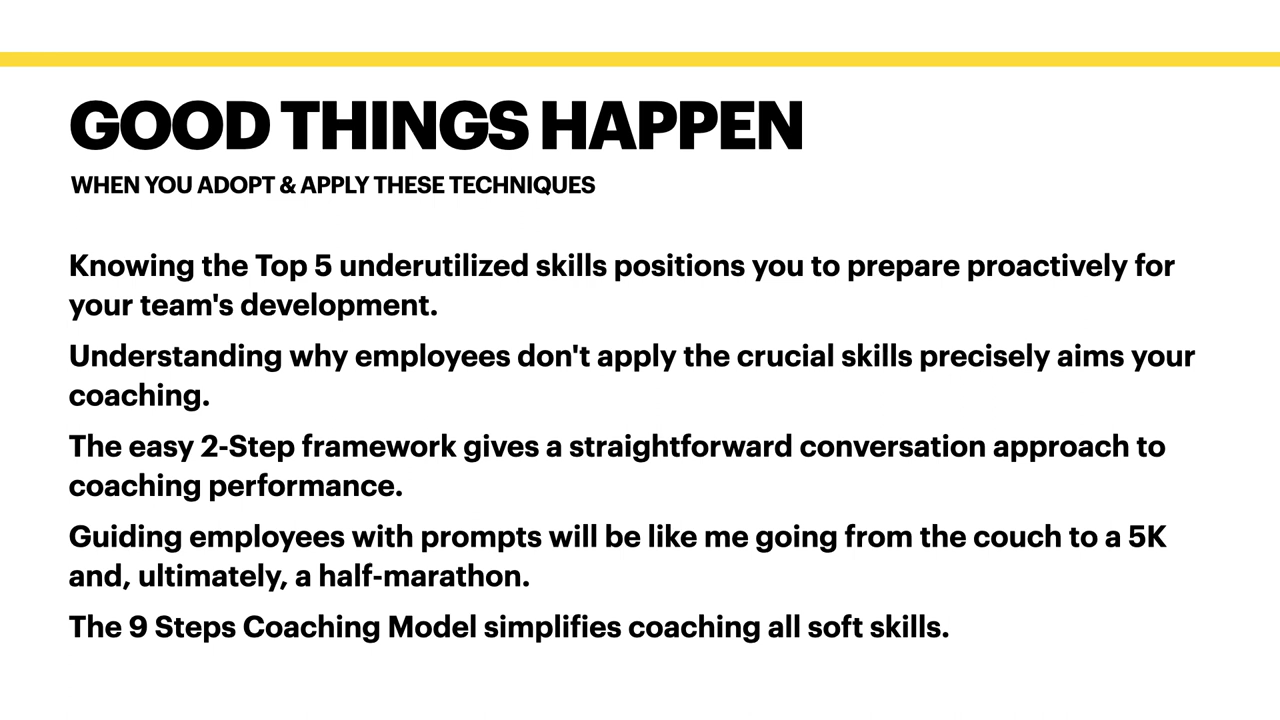 GOOD THINGS HAPPEN
WHEN YOU ADOPT & APPLY THESE TECHNIQUES
Knowing the Top 5 underutilized skills positions you to prepare proactively for
your team's development.
Understanding why employees don't apply the crucial skills precisely aims your
coaching.
The easy 2-Step framework gives a straightforward conversation approach to
coaching performance.
Guiding employees with prompts will be like me going from the couch to a 5K
and, ultimately, a half-marathon.
The 9 Steps Coaching Model simplifies coaching all soft skills.